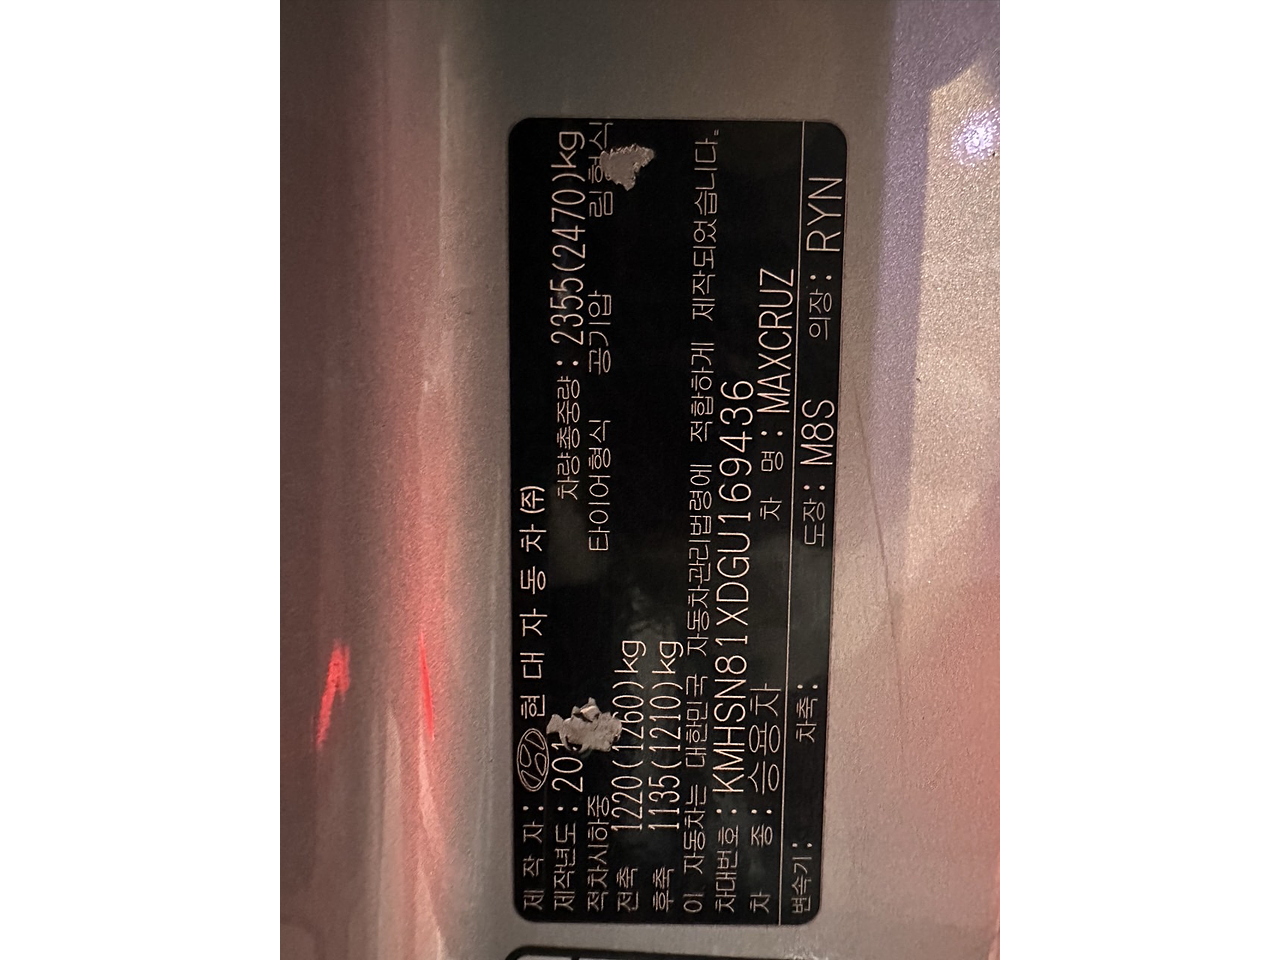 제 작 자 : 현 대 자 동 차 (주)
제작년도 : 201 차량총중량 : 2355(2470)kg
적차시하중 타이어형식 공기압 림형식
전축 1220(1260)kg
후축 1135(1210)kg
이 자동차는 대한민국 자동차관리법령에 적합하게 제작되었습니다.
차대번호 : KMHSN81XDGU169436
차 종 : 승용차 차 명 : MAXCRUZ
변속기 : 차축 : 도장 : M8S 의장 : RYN